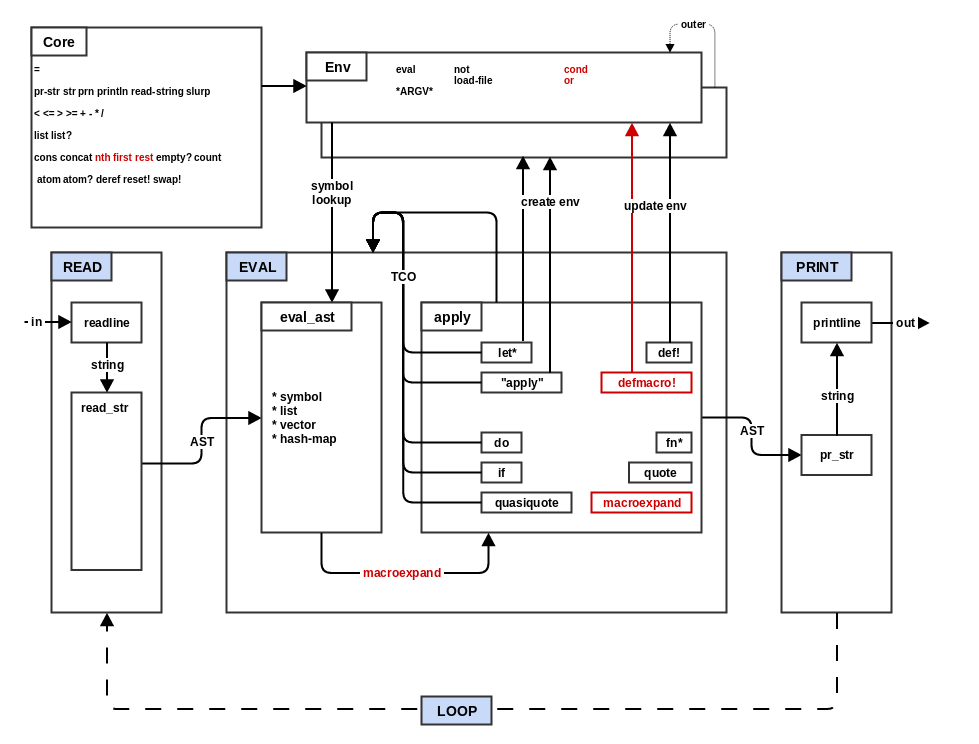 outer
Core
=
pr-str str prn println read-string slurp
< <= > >= + - * /
list list?
cons concat nth first rest empty? count
atom atom? deref reset! swap!
Env
eval not cond
load-file or
*ARGV*
symbol
lookup
create env
update env
READ
- in
readline
string
read_str
AST
EVAL
TCO
eval_ast
* symbol
* list
* vector
* hash-map
macroexpand
apply
let*
def!
"apply"
defmacro!
do
fn*
if
quote
quasiquote
macroexpand
AST
PRINT
printline
out
string
pr_str
LOOP